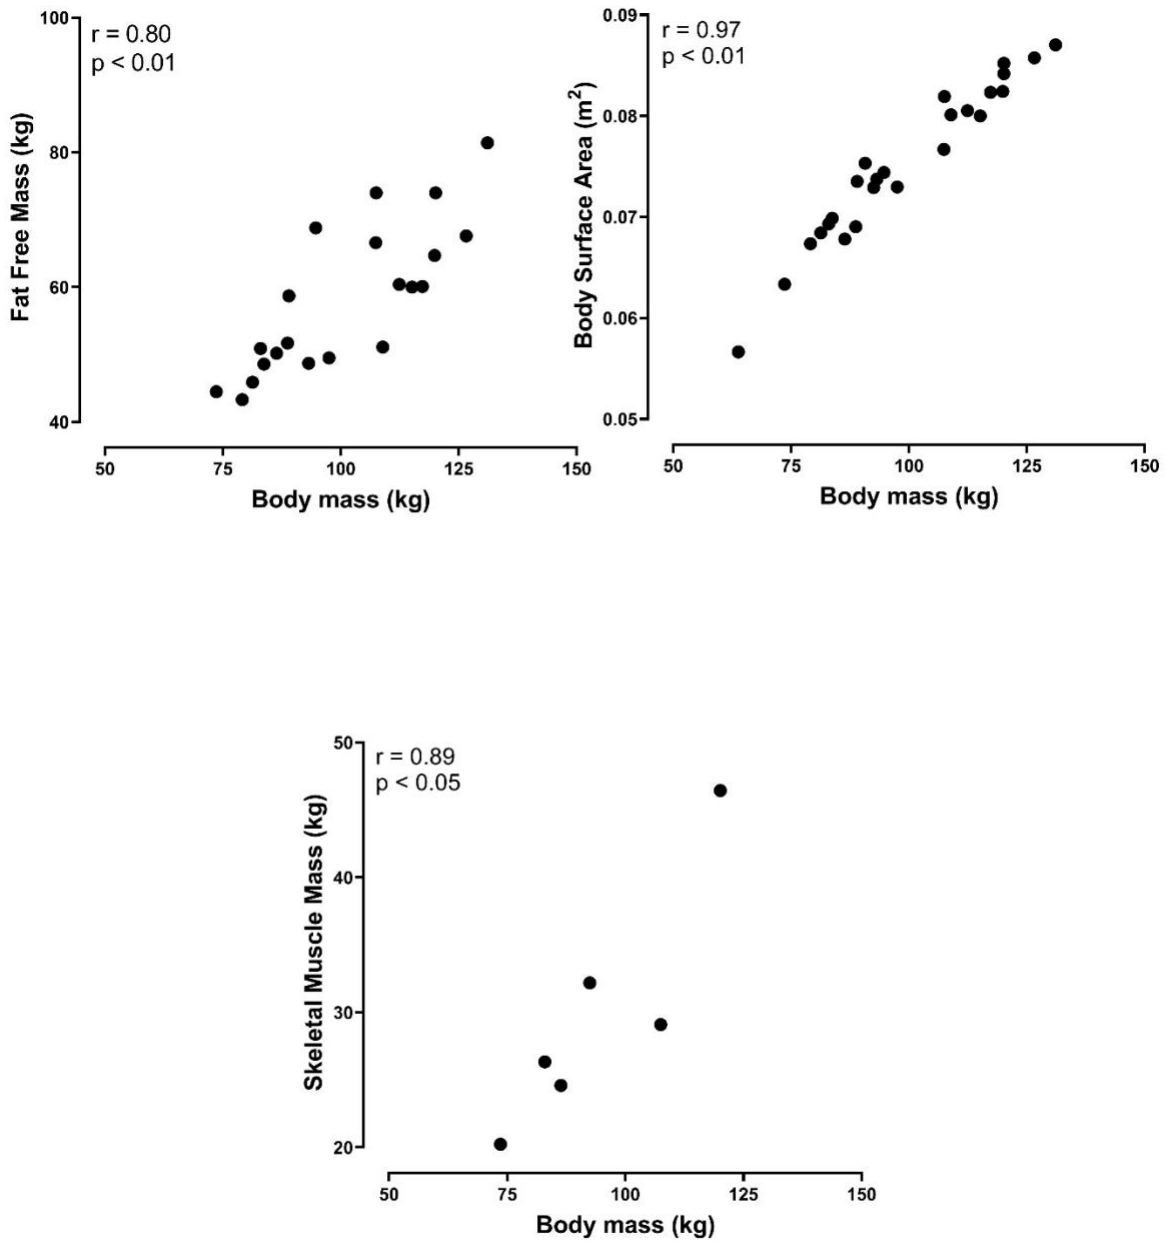 r = 0.80
p < 0.01
Fat Free Mass (kg)
100
80
60
40
50 75 100 125 150
Body mass (kg)
r = 0.97
p < 0.01
Body Surface Area (m²)
0.09
0.08
0.07
0.06
0.05
50 75 100 125 150
Body mass (kg)
r = 0.89
p < 0.05
Skeletal Muscle Mass (kg)
50
40
30
20
50 75 100 125 150
Body mass (kg)